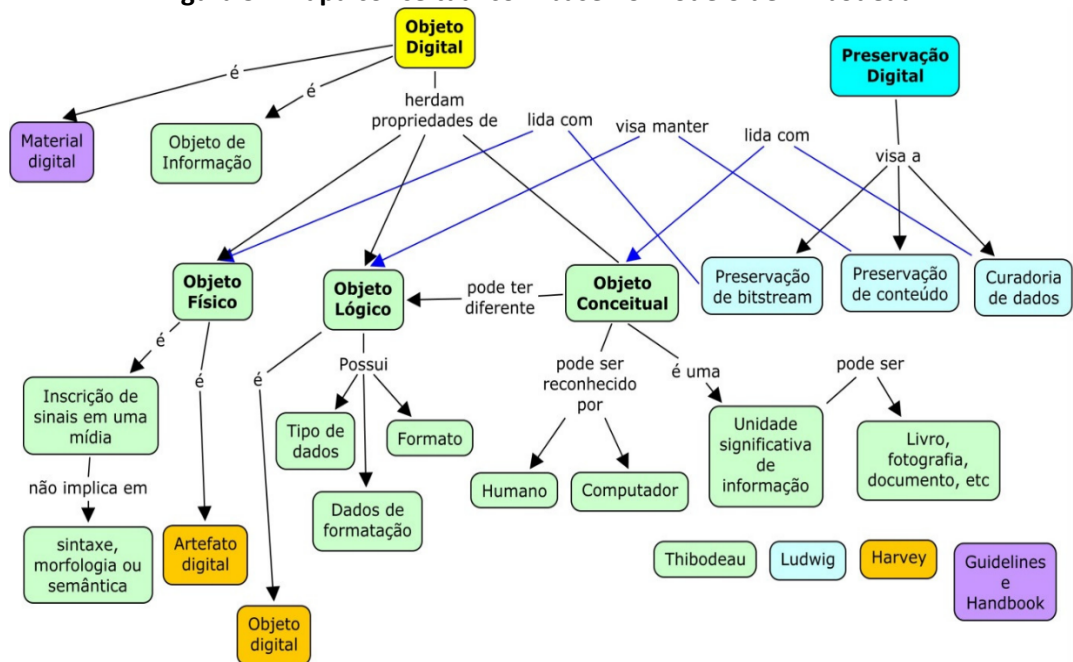 Objeto
Digital
Preservação
Digital
é
é
herdam
propriedades de
lida com
visa manter
lida com
visa a
Material
digital
Objeto de
Informação
Objeto
Físico
Objeto
Lógico
pode ter
diferente
Objeto
Conceitual
Preservação
de bitstream
Preservação
de conteúdo
Curadoria
de dados
é
é
é
Possui
pode ser
reconhecido
por
é uma
pode ser
Inscrição de
sinais em uma
mídia
Tipo de
dados
Formato
Unidade
significativa
de
informação
Livro,
fotografia,
documento, etc
não implica em
Dados de
formatação
Humano
Computador
sintaxe,
morfologia ou
semântica
Artefato
digital
Objeto
digital
Thibodeau
Ludwig
Harvey
Guidelines
e
Handbook